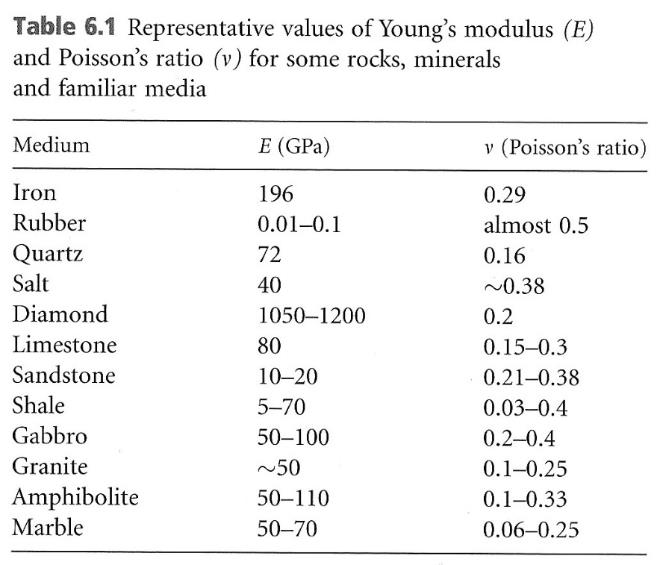 Table 6.1 Representative values of Young's modulus (E)
and Poisson's ratio (ν) for some rocks, minerals
and familiar media
Medium E (GPa) ν (Poisson's ratio)
Iron 196 0.29
Rubber 0.01–0.1 almost 0.5
Quartz 72 0.16
Salt 40 ~0.38
Diamond 1050–1200 0.2
Limestone 80 0.15–0.3
Sandstone 10–20 0.21–0.38
Shale 5–70 0.03–0.4
Gabbro 50–100 0.2–0.4
Granite ~50 0.1–0.25
Amphibolite 50–110 0.1–0.33
Marble 50–70 0.06–0.25